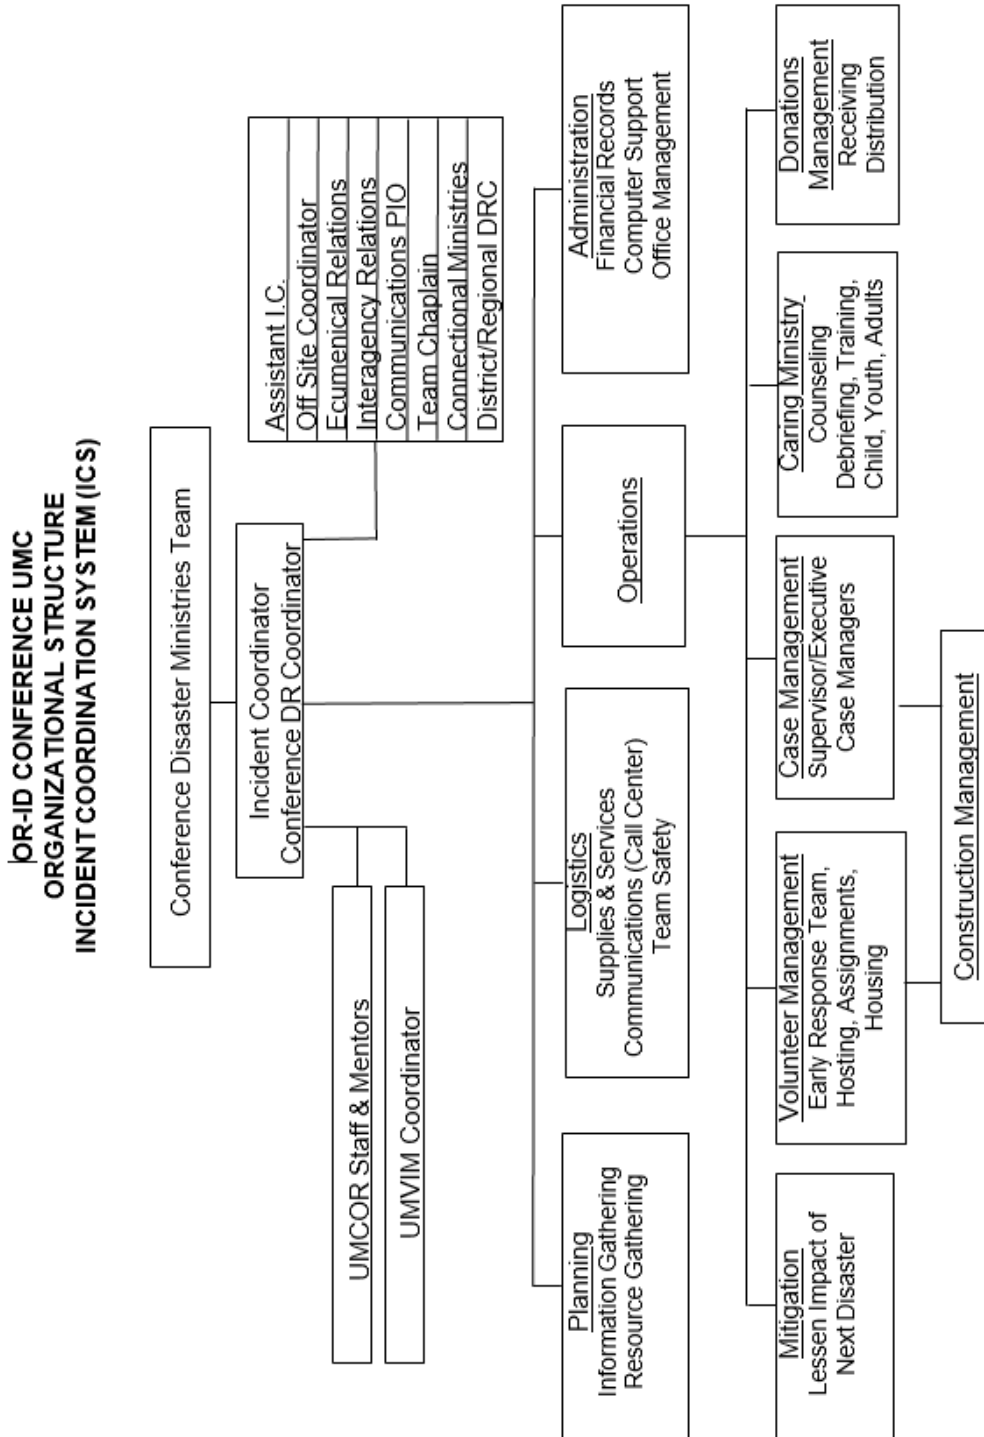 OR-ID CONFERENCE UMC
ORGANIZATIONAL STRUCTURE
INCIDENT COORDINATION SYSTEM (ICS)
Conference Disaster Ministries Team
Incident Coordinator
Conference DR Coordinator
Assistant I.C.
Off Site Coordinator
Ecumenical Relations
Interagency Relations
Communications PIO
Team Chaplain
Connectional Ministries
District/Regional DRC
UMCOR Staff & Mentors
UMVIM Coordinator
Planning
Information Gathering
Resource Gathering
Logistics
Supplies & Services
Communications (Call Center)
Team Safety
Operations
Administration
Financial Records
Computer Support
Office Management
Mitigation
Lessen Impact of
Next Disaster
Volunteer Management
Early Response Team,
Hosting, Assignments,
Housing
Case Management
Supervisor/Executive
Case Managers
Caring Ministry
Counseling
Debriefing, Training,
Child, Youth, Adults
Donations
Management
Receiving
Distribution
Construction Management